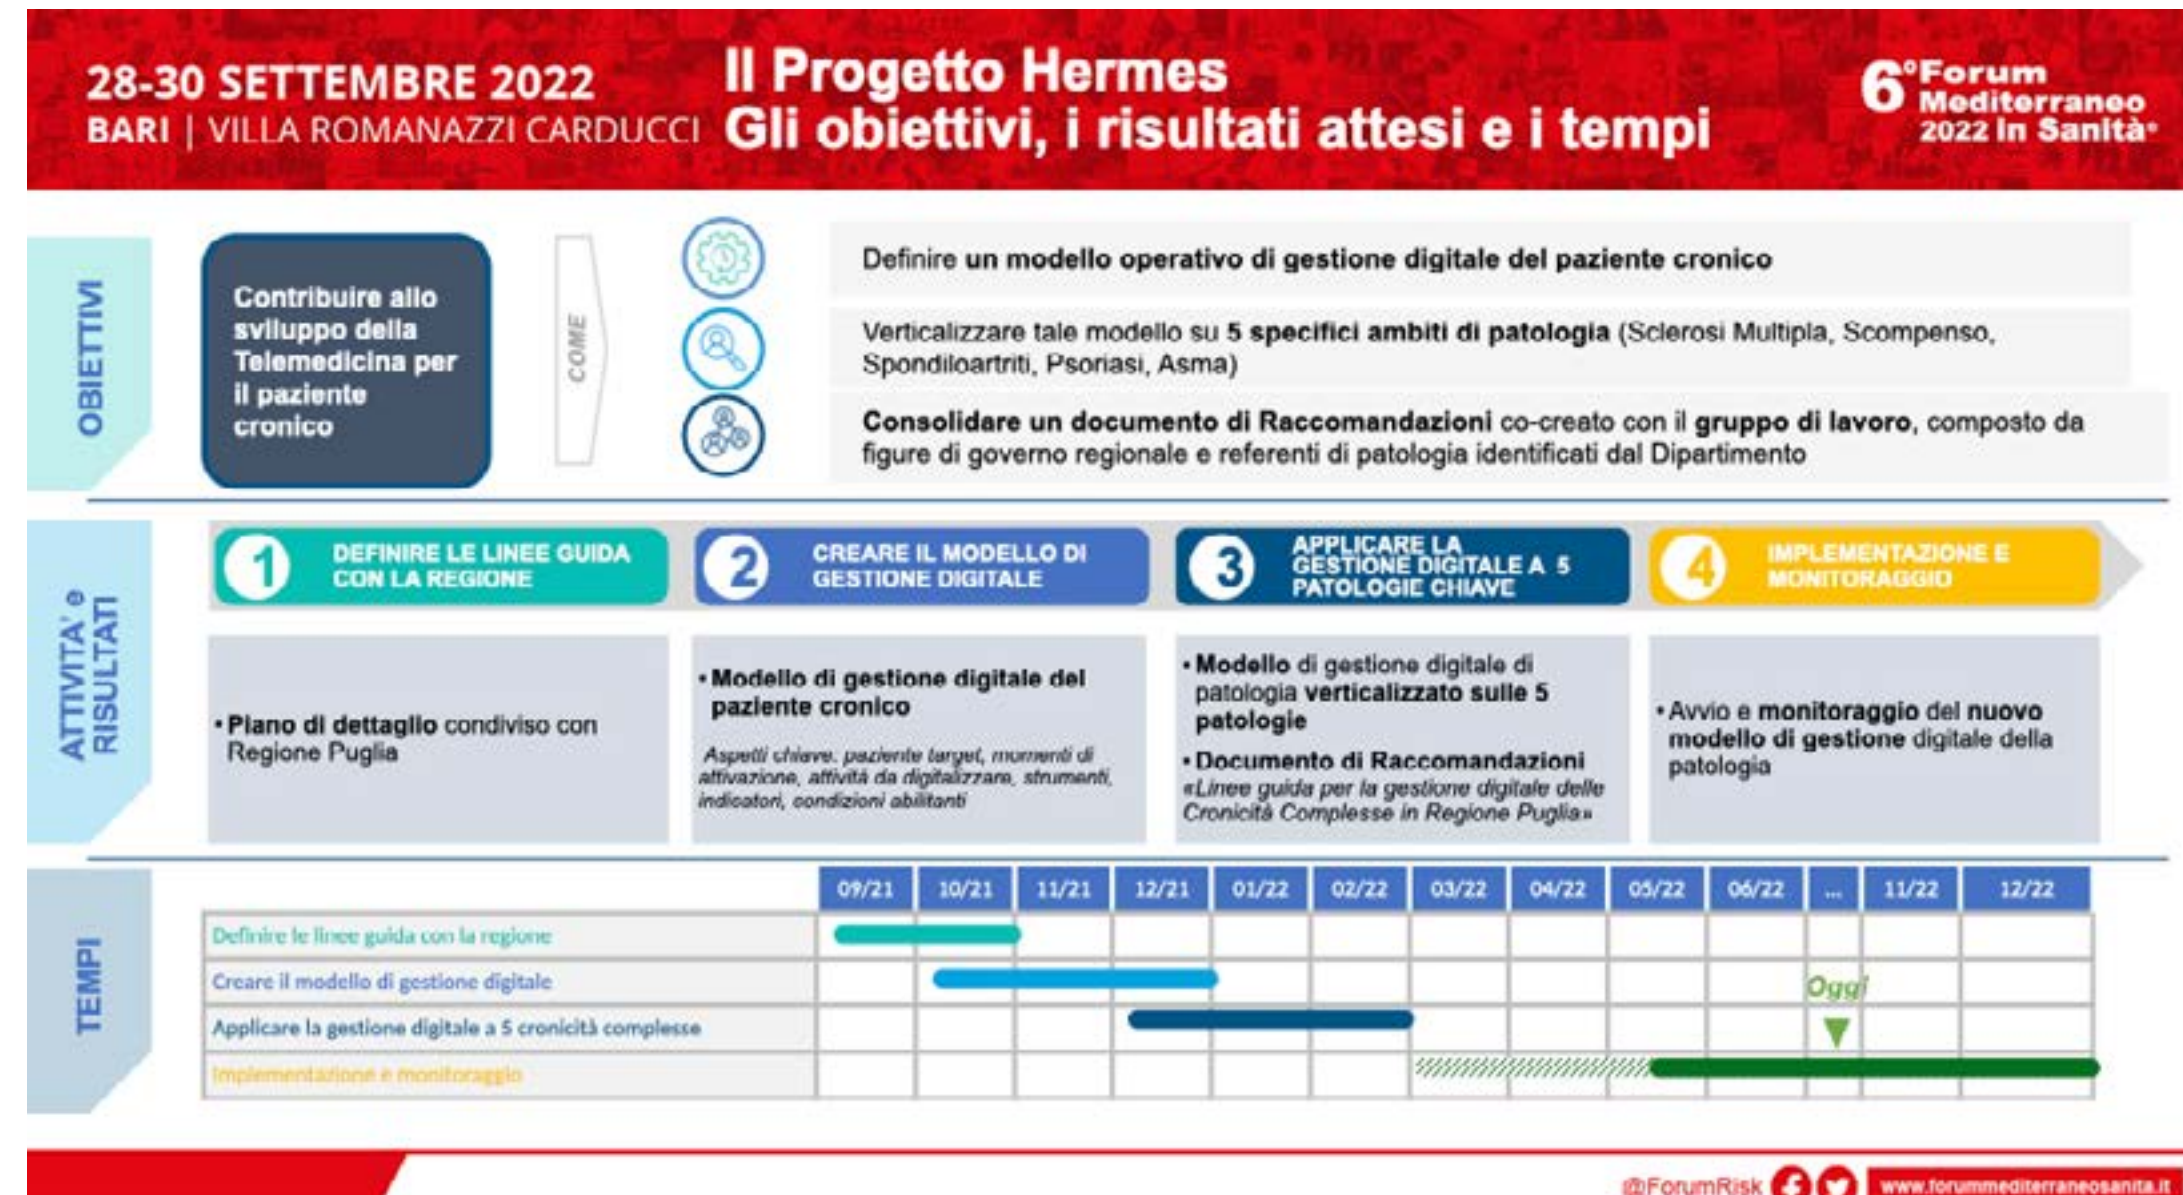 28-30 SETTEMBRE 2022
BARI | VILLA ROMANAZZI CARDUCCI
Il Progetto Hermes
Gli obiettivi, i risultati attesi e i tempi
6° Forum
Mediterraneo
2022 in Sanità
OBIETTIVI
Contribuire allo
sviluppo della
Telemedicina per
il paziente
cronico
COME
Definire un modello operativo di gestione digitale del paziente cronico
Verticalizzare tale modello su 5 specifici ambiti di patologia (Sclerosi Multipla, Scompenso,
Spondiloartriti, Psoriasi, Asma)
Consolidare un documento di Raccomandazioni co-creato con il gruppo di lavoro, composto da
figure di governo regionale e referenti di patologia identificati dal Dipartimento
ATTIVITA' e
RISULTATI
1 DEFINIRE LE LINEE GUIDA
CON LA REGIONE
2 CREARE IL MODELLO DI
GESTIONE DIGITALE
3 APPLICARE LA
GESTIONE DIGITALE A 5
PATOLOGIE CHIAVE
4 IMPLEMENTAZIONE E
MONITORAGGIO
• Piano di dettaglio condiviso con
Regione Puglia
• Modello di gestione digitale del
paziente cronico
Aspetti chiave: paziente target, momenti di
attivazione, attività da digitalizzare, strumenti,
indicatori, condizioni abilitanti
• Modello di gestione digitale di
patologia verticalizzato sulle 5
patologie
• Documento di Raccomandazioni
«Linee guida per la gestione digitale delle
Cronicità Complesse in Regione Puglia»
• Avvio e monitoraggio del nuovo
modello di gestione digitale della
patologia
TEMPI
09/21 10/21 11/21 12/21 01/22 02/22 03/22 04/22 05/22 06/22 ... 11/22 12/22
Definire le linee guida con la regione
Creare il modello di gestione digitale
Oggi
Applicare la gestione digitale a 5 cronicità complesse
Implementazione e monitoraggio
@ForumRisk
www.forummediterraneosanita.it